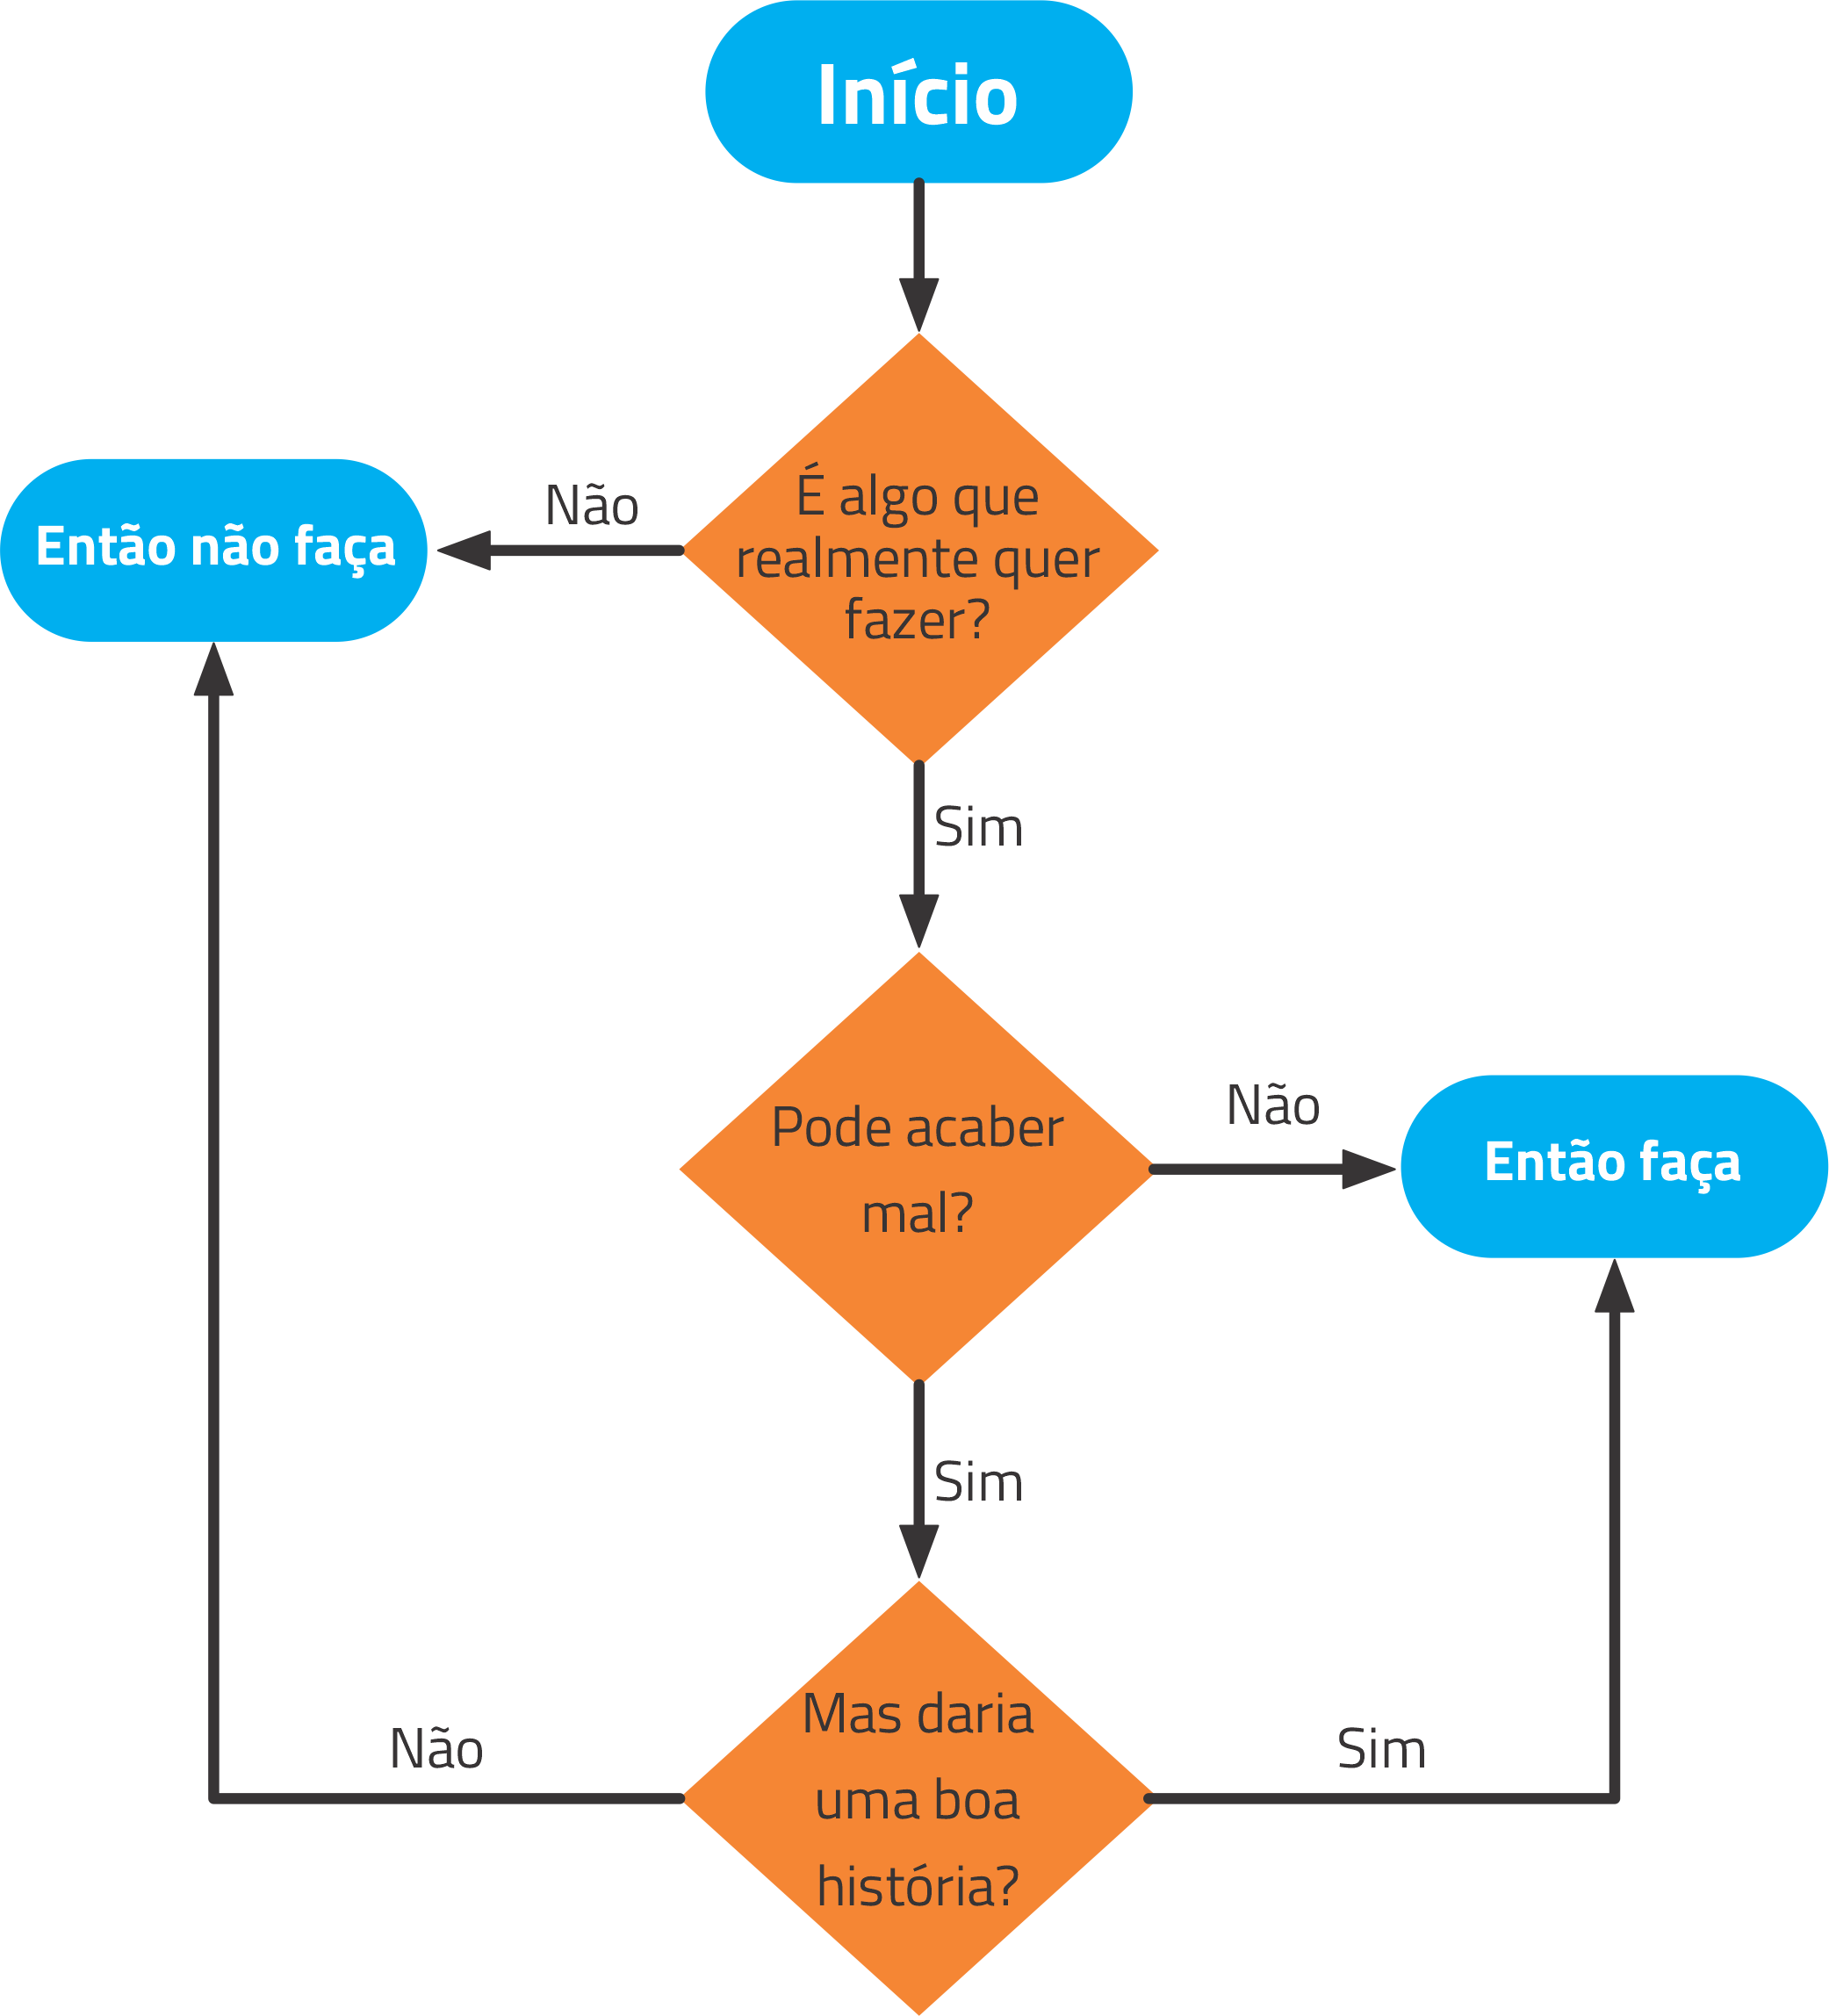 Início
É algo que
realmente quer
fazer?
Não
Então não faça
Sim
Pode acaber
mal?
Não
Então faça
Sim
Mas daria
uma boa
história?
Não
Sim